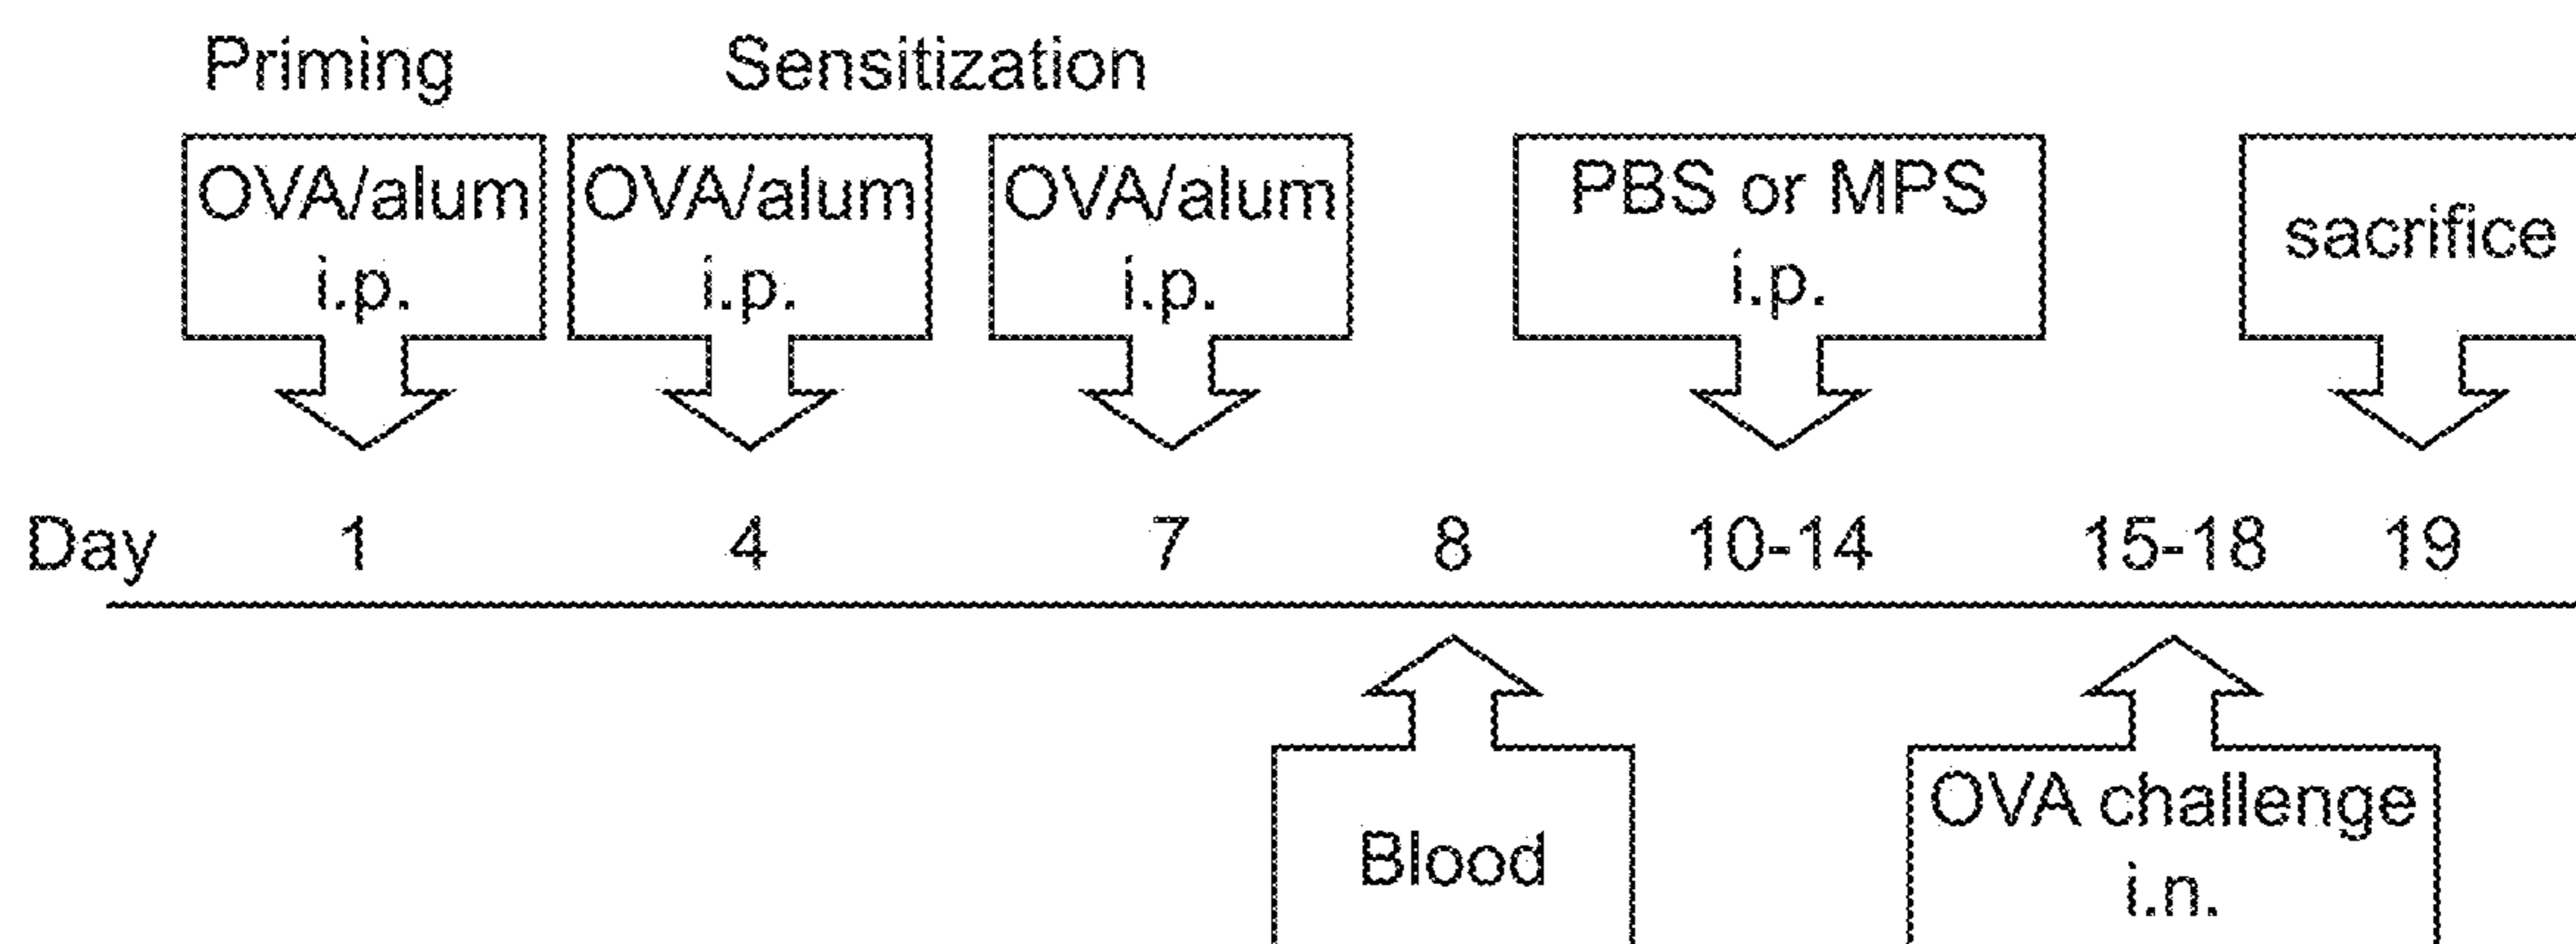 Priming Sensitization
OVA/alum OVA/alum OVA/alum PBS or MPS sacrifice
i.p. i.p. i.p. i.p.
Day 1 4 7 8 10-14 15-18 19
Blood OVA challenge
i.n.